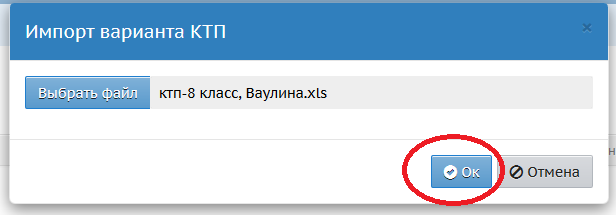 Импорт варианта КТП ×
Выбрать файл ктп-8 класс, Ваулина.xls
Ок Отмена
н